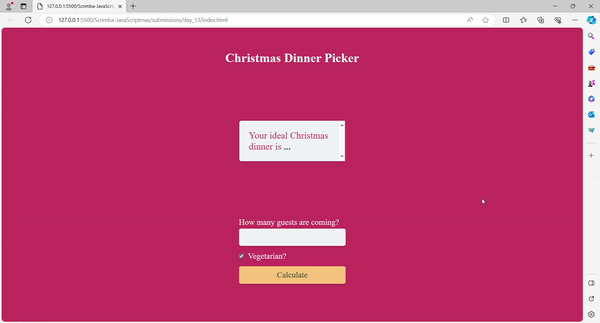 127.0.0.1:5500/Scrimba-JavaScriptmas
127.0.0.1:5500/Scrimba-JavaScriptmas/submissions/day_13/index.html
Christmas Dinner Picker
Your ideal Christmas
dinner is ...
How many guests are coming?
Vegetarian?
Calculate